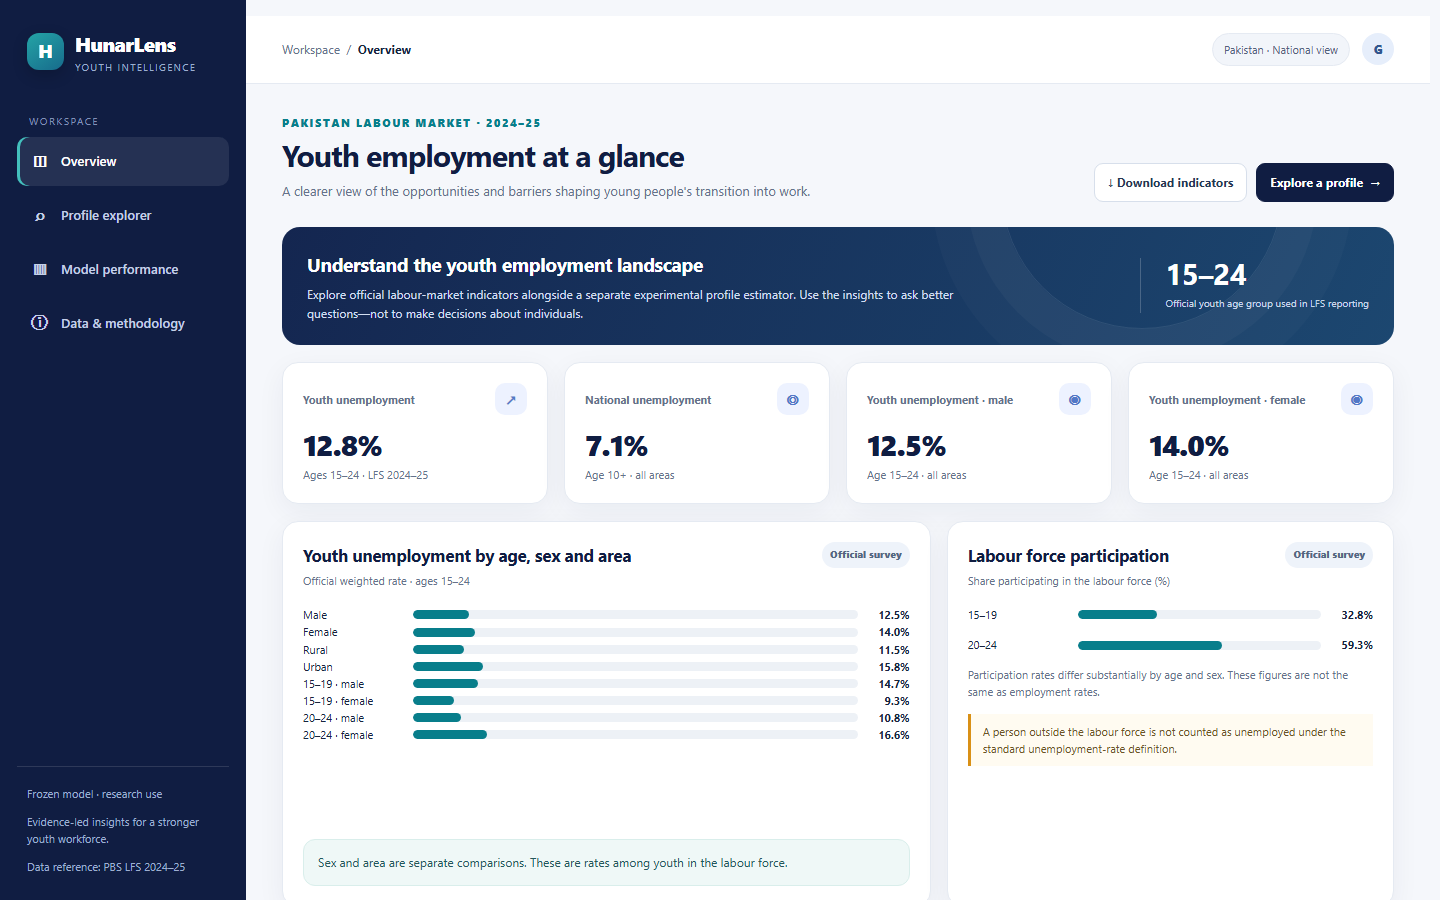 H
HunarLens
YOUTH INTELLIGENCE
WORKSPACE
Overview
Profile explorer
Model performance
Data & methodology
Frozen model · research use
Evidence-led insights for a stronger
youth workforce.
Data reference: PBS LFS 2024–25
Workspace / Overview
Pakistan · National view
G
PAKISTAN LABOUR MARKET · 2024–25
Youth employment at a glance
A clearer view of the opportunities and barriers shaping young people's transition into work.
↓ Download indicators
Explore a profile →
Understand the youth employment landscape
Explore official labour-market indicators alongside a separate experimental profile estimator. Use the insights to ask better
questions—not to make decisions about individuals.
15–24
Official youth age group used in LFS reporting
Youth unemployment
↗
12.8%
Ages 15–24 · LFS 2024–25
National unemployment
7.1%
Age 10+ · all areas
Youth unemployment · male
12.5%
Age 15–24 · all areas
Youth unemployment · female
14.0%
Age 15–24 · all areas
Youth unemployment by age, sex and area
Official survey
Official weighted rate · ages 15–24
Male 12.5%
Female 14.0%
Rural 11.5%
Urban 15.8%
15–19 · male 14.7%
15–19 · female 9.3%
20–24 · male 10.8%
20–24 · female 16.6%
Sex and area are separate comparisons. These are rates among youth in the labour force.
Labour force participation
Official survey
Share participating in the labour force (%)
15–19 32.8%
20–24 59.3%
Participation rates differ substantially by age and sex. These figures are not the
same as employment rates.
A person outside the labour force is not counted as unemployed under the
standard unemployment-rate definition.